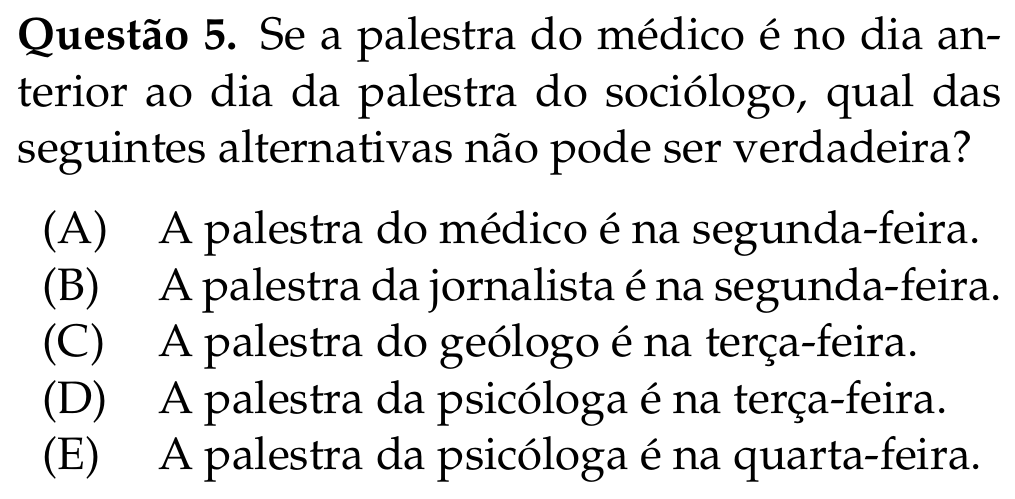 Questão 5. Se a palestra do médico é no dia an-
terior ao dia da palestra do sociólogo, qual das
seguintes alternativas não pode ser verdadeira?
(A) A palestra do médico é na segunda-feira.
(B) A palestra da jornalista é na segunda-feira.
(C) A palestra do geólogo é na terça-feira.
(D) A palestra da psicóloga é na terça-feira.
(E) A palestra da psicóloga é na quarta-feira.